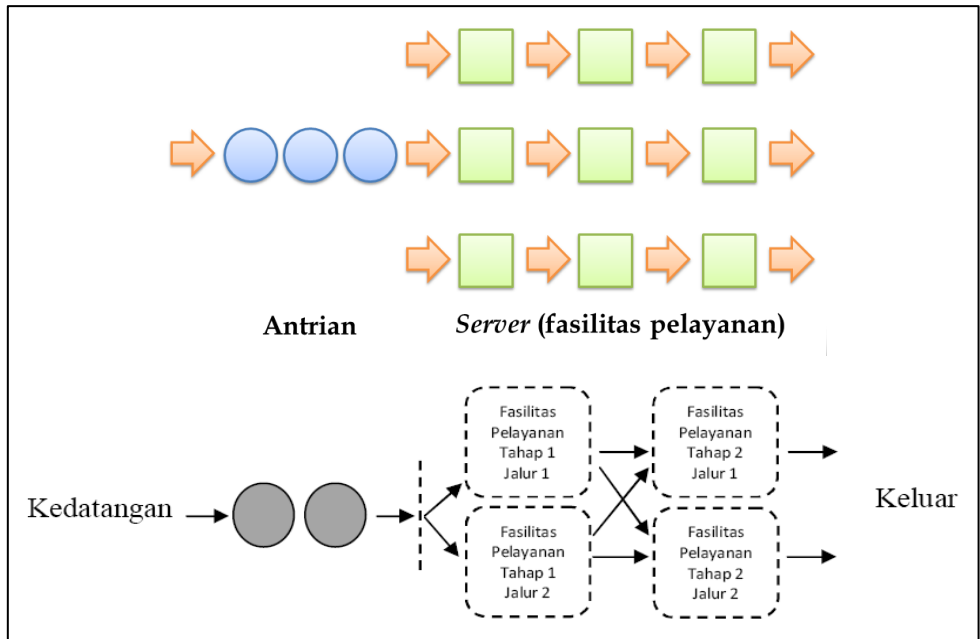 Antrian
Server (fasilitas pelayanan)
Kedatangan
Fasilitas
Pelayanan
Tahap 1
Jalur 1
Fasilitas
Pelayanan
Tahap 2
Jalur 1
Fasilitas
Pelayanan
Tahap 1
Jalur 2
Fasilitas
Pelayanan
Tahap 2
Jalur 2
Keluar